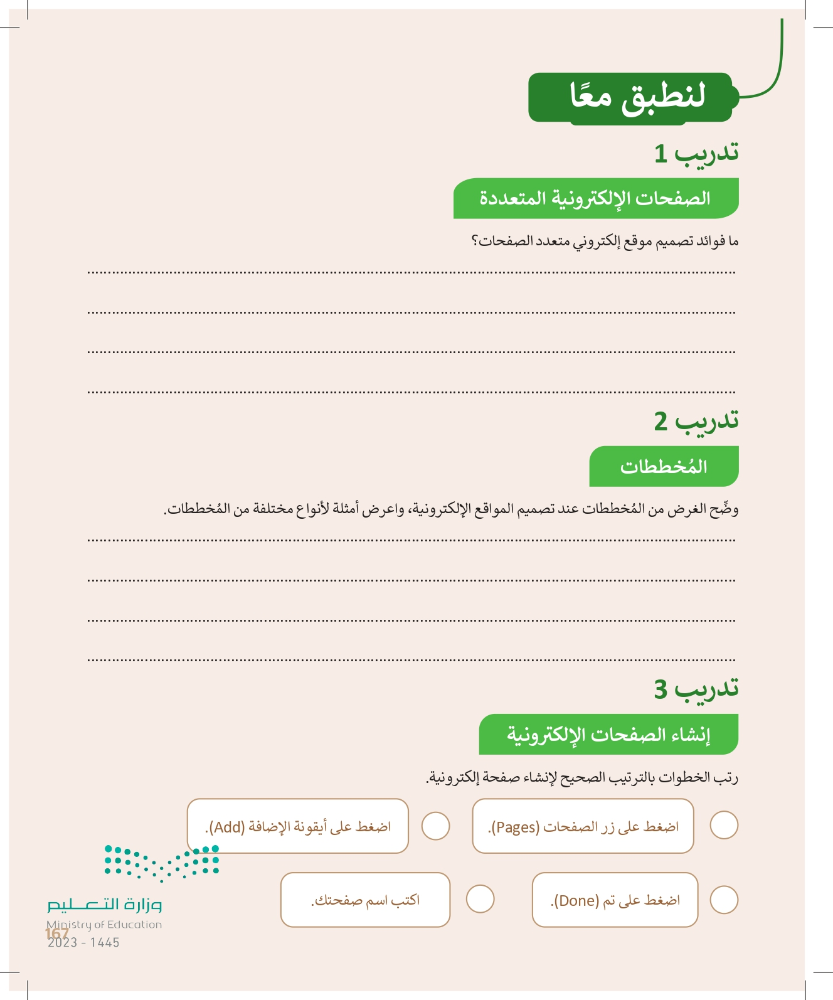 لنطبق معًا
تدريب 1
الصفحات الإلكترونية المتعددة
ما فوائد تصميم موقع إلكتروني متعدد الصفحات؟
تدريب 2
المُخططات
وضِّح الغرض من المُخططات عند تصميم المواقع الإلكترونية، واعرض أمثلة لأنواع مختلفة من المُخططات.
تدريب 3
إنشاء الصفحات الإلكترونية
رتب الخطوات بالترتيب الصحيح لإنشاء صفحة إلكترونية.
اضغط على زر الصفحات (Pages).
اضغط على أيقونة الإضافة (Add).
اضغط على تم (Done).
اكتب اسم صفحتك.
وزارة التعليم
Ministry of Education
167
2023 - 1445